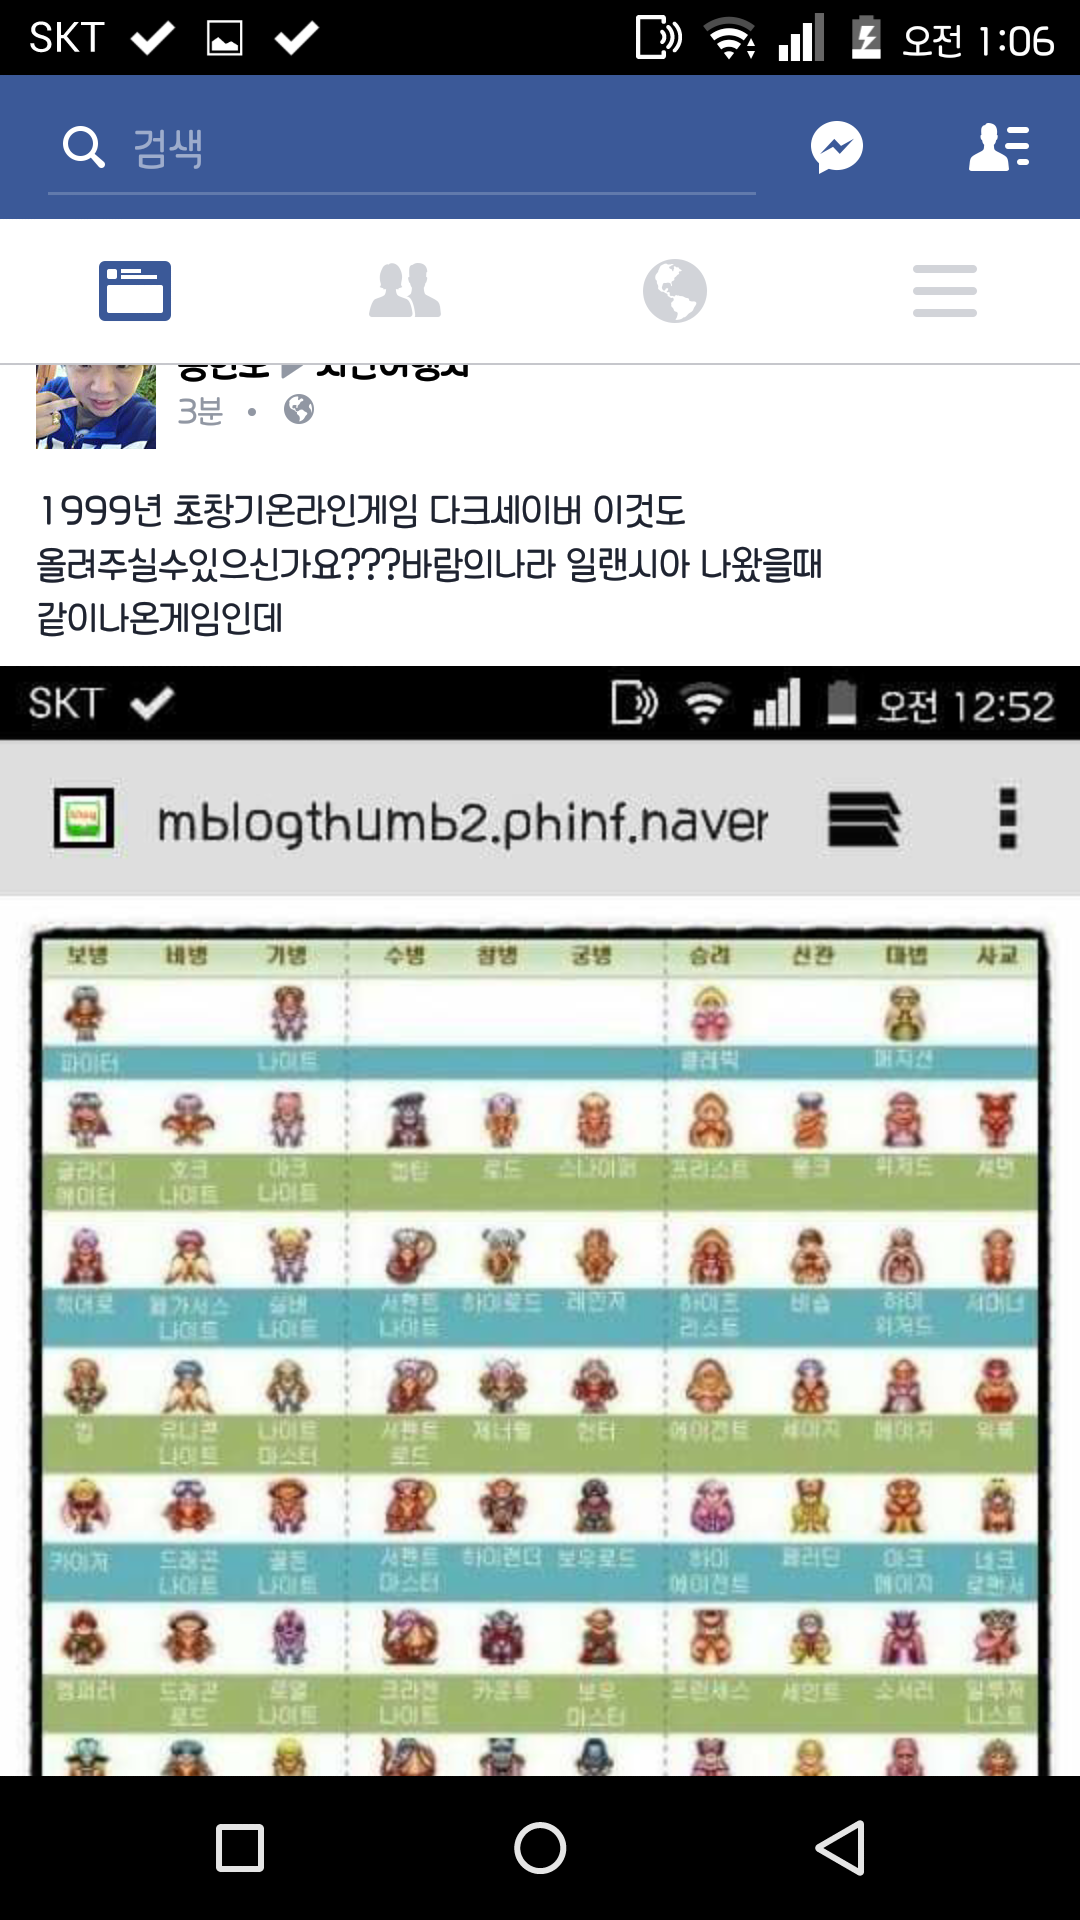 SKT 오전 1:06
검색
3분
1999년 초창기온라인게임 다크세이버 이것도
올려주실수있으신가요???바람의나라 일랜시아 나왔을때
같이나온게임인데
SKT 오전 12:52
mblogthumb2.phinf.naver
보병 비병 기병 수병 창병 궁병 승려 신관 마법 사교
파이터 나이트 클레릭 매지션
글라디 호크 아크 캡틴 로드 스나이퍼 프리스트 몽크 위저드 샤먼
에이터 나이트 나이트
히어로 페가서스 실버 서펜트 하이로드 레인저 하이프 비숍 하이 서머너
나이트 나이트 나이트 리스트 위저드
킹 유니콘 나이트 서펜트 제너럴 헌터 에이전트 세이지 메이지 워록
나이트 마스터 로드
카이저 드래곤 골든 서펜트 하이랜더 보우로드 하이 팰러딘 아크 네크
나이트 나이트 마스터 에이전트 메이지 로맨서
엠퍼러 드래곤 로열 크라켄 카운트 보우 프린세스 세인트 소서러 일루져
로드 나이트 나이트 마스터 니스트